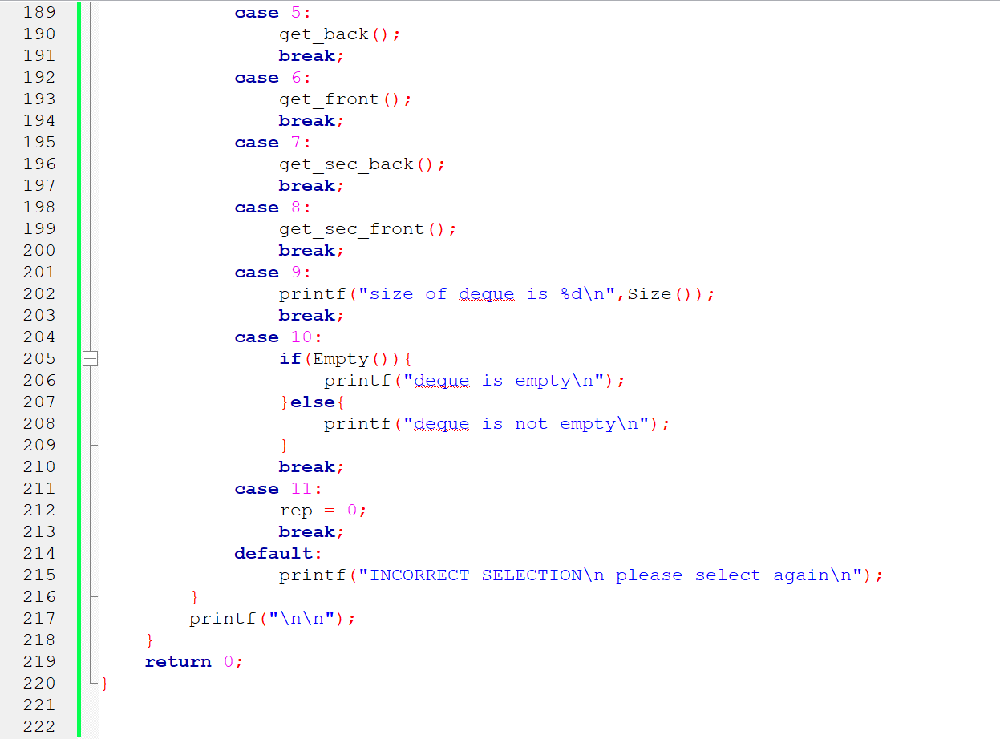 189             case 5:
190                 get_back();
191                 break;
192             case 6:
193                 get_front();
194                 break;
195             case 7:
196                 get_sec_back();
197                 break;
198             case 8:
199                 get_sec_front();
200                 break;
201             case 9:
202                 printf("size of deque is %d\n",Size());
203                 break;
204             case 10:
205                 if(Empty()){
206                     printf("deque is empty\n");
207                 }else{
208                     printf("deque is not empty\n");
209                 }
210                 break;
211             case 11:
212                 rep = 0;
213                 break;
214             default:
215                 printf("INCORRECT SELECTION\n please select again\n");
216         }
217         printf("\n\n");
218     }
219     return 0;
220 }
221
222